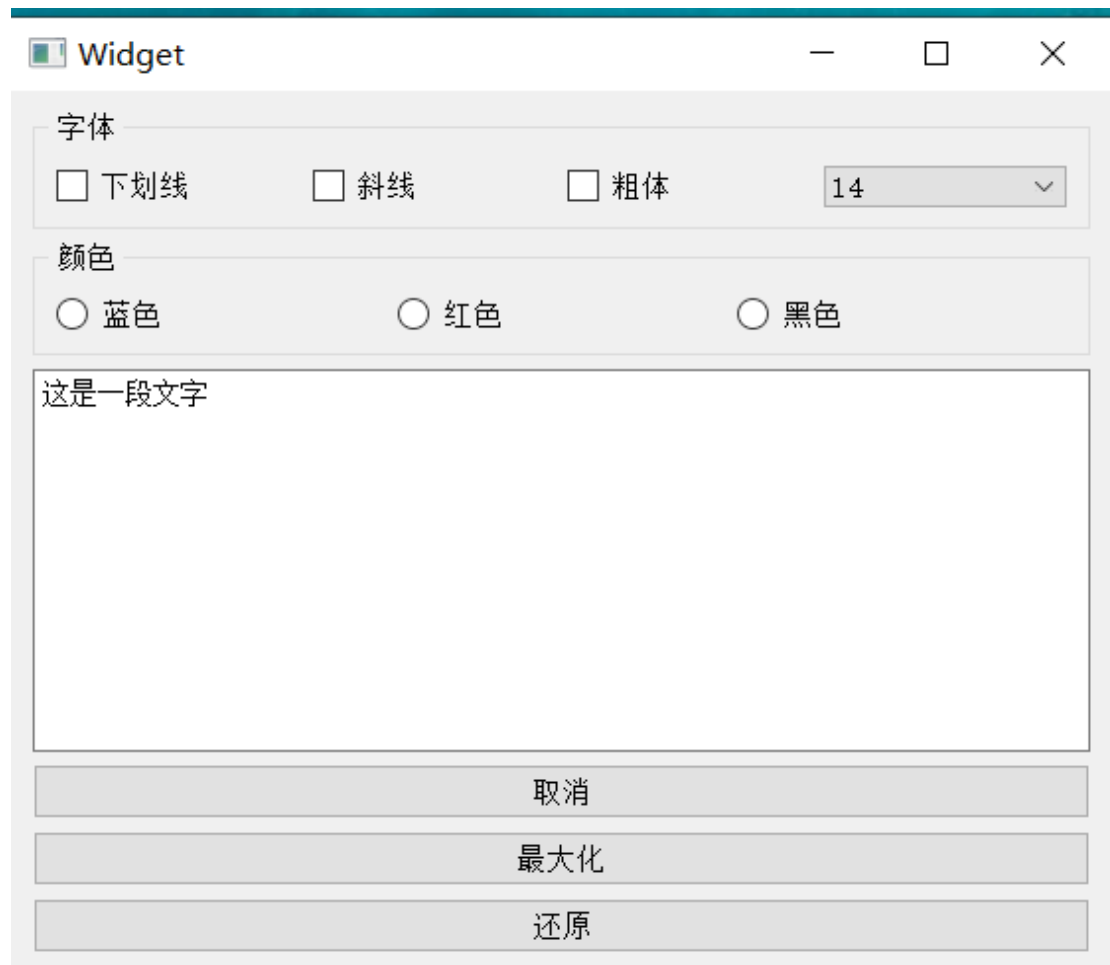 Widget
字体
下划线 斜线 粗体 14
颜色
蓝色 红色 黑色
这是一段文字
取消
最大化
还原